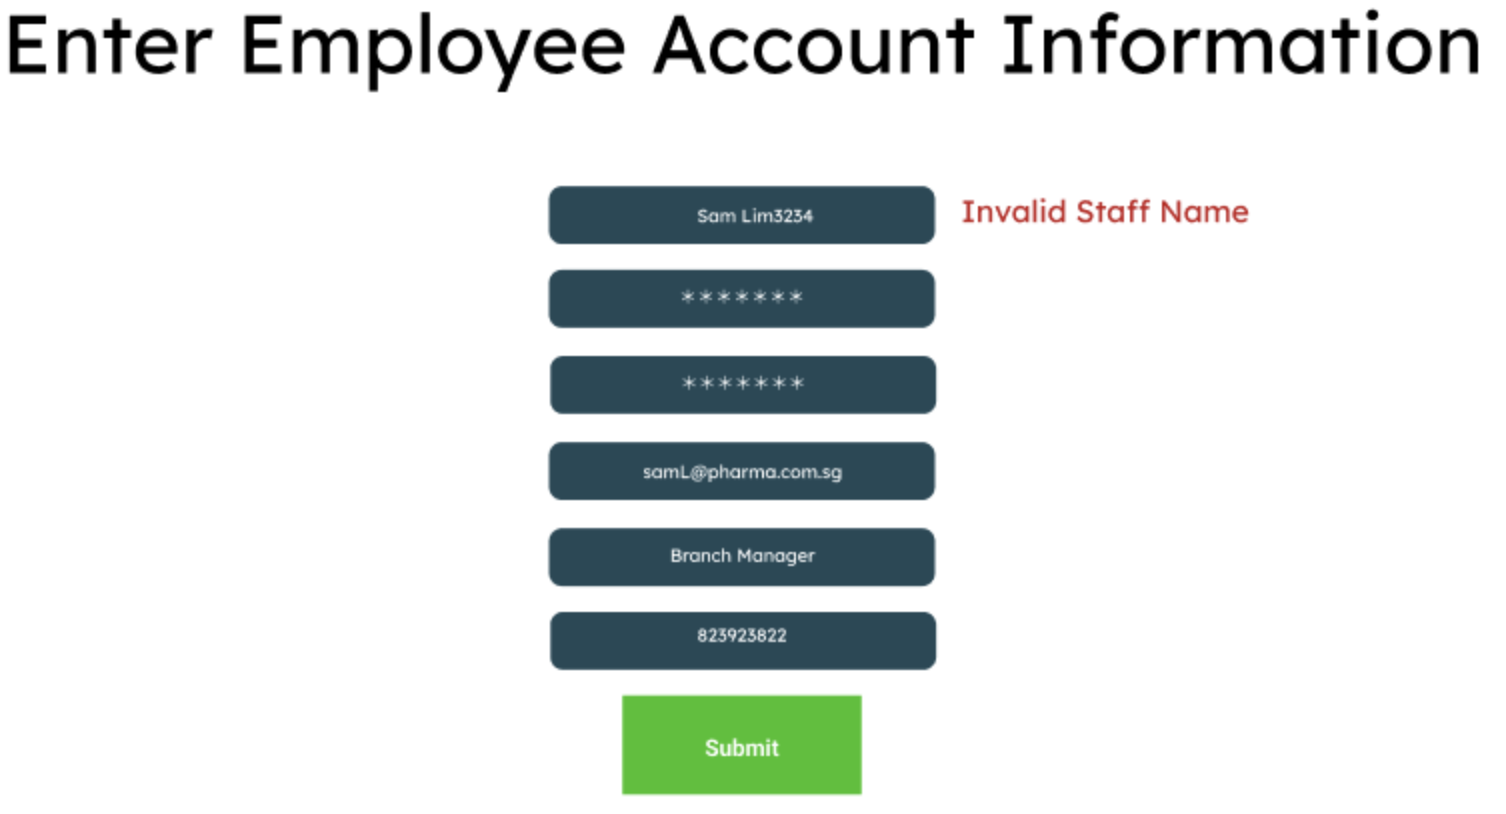 Enter Employee Account Information
Sam Lim3234 Invalid Staff Name
*******
*******
samL@pharma.com.sg
Branch Manager
823923822
Submit